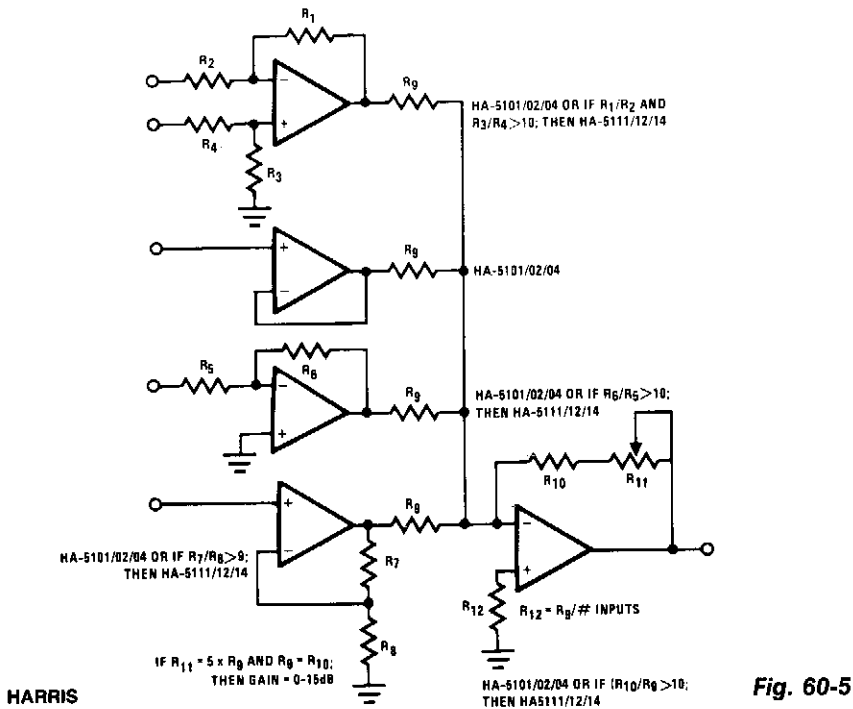 R1
R2
R9
HA-5101/02/04 OR IF R1/R2 AND
R3/R4>10; THEN HA-5111/12/14
R4
R3
R9
HA-5101/02/04
R5
R6
R9
HA-5101/02/04 OR IF R6/R5>10;
THEN HA-5111/12/14
R10
R11
R9
HA-5101/02/04 OR IF R7/R8>9;
THEN HA-5111/12/14
R7
R12
R12 = R9/# INPUTS
R8
IF R11 = 5 x R9 AND R9 = R10;
THEN GAIN = 0-15dB
HA-5101/02/04 OR IF (R10/R9 >10;
THEN HA5111/12/14
HARRIS
Fig. 60-5